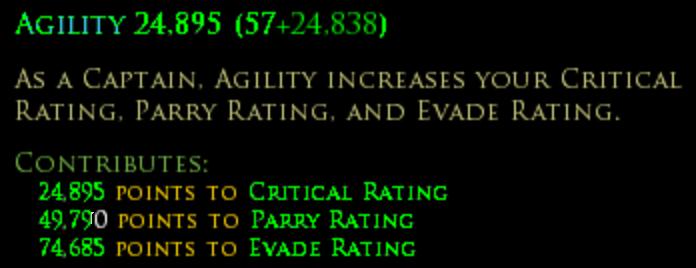 Agility 24,895 (57+24,838)
As a Captain, Agility increases your Critical
Rating, Parry Rating, and Evade Rating.
Contributes:
24,895 points to Critical Rating
49,790 points to Parry Rating
74,685 points to Evade Rating